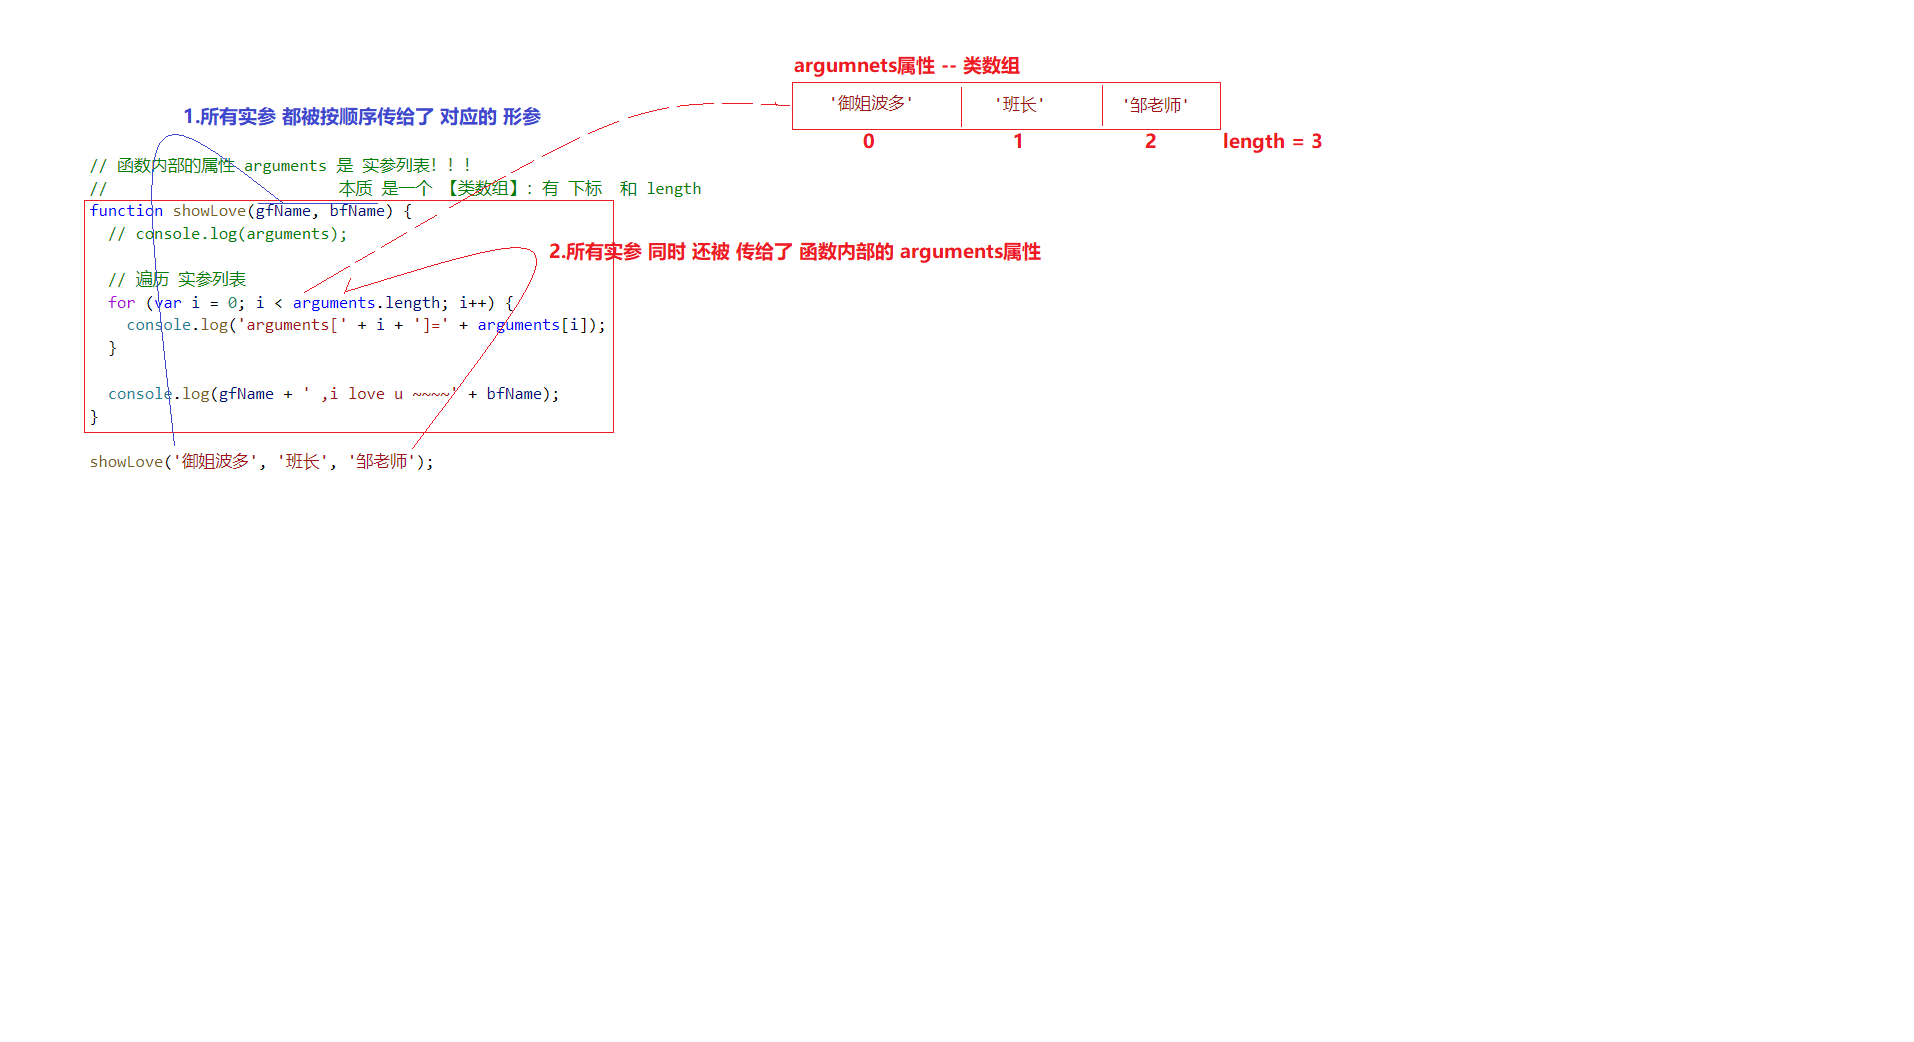 argumnets属性 -- 类数组
'御姐波多' '班长' '邹老师'
0 1 2 length = 3
1.所有实参 都被按顺序传给了 对应的 形参
// 函数内部的属性 arguments 是 实参列表！！！
// 本质 是一个 【类数组】：有 下标 和 length
function showLove(gfName, bfName) {
// console.log(arguments);
2.所有实参 同时 还被 传给了 函数内部的 arguments属性
// 遍历 实参列表
for (var i = 0; i < arguments.length; i++) {
console.log('arguments[' + i + ']=' + arguments[i]);
}
console.log(gfName + ' ,i love u ~~~~' + bfName);
}
showLove('御姐波多', '班长', '邹老师');